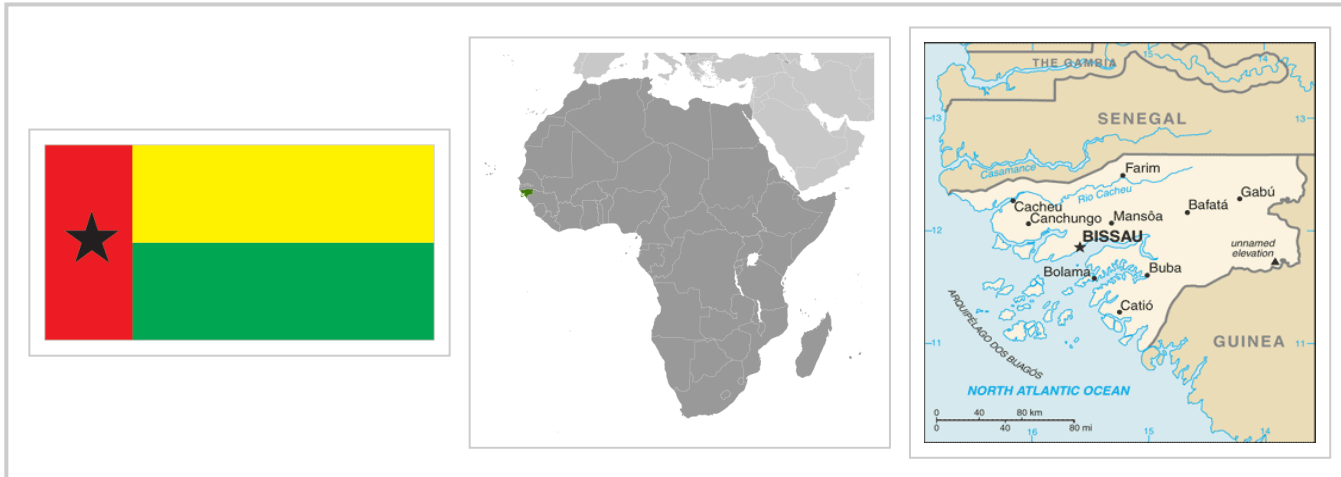 THE GAMBIA
13
SENEGAL
13
Casamance
Farim
Rio Cacheu
Gabú
Cacheu
Bafatá
Canchungo
Mansôa
12
BISSAU
12
unnamed
elevation
Bolama
Buba
ARQUIPÉLAGO DOS BIJAGÓS
Catió
11
GUINEA
11
NORTH ATLANTIC OCEAN
0 40 80 km
0 40 80 mi
16
15
14